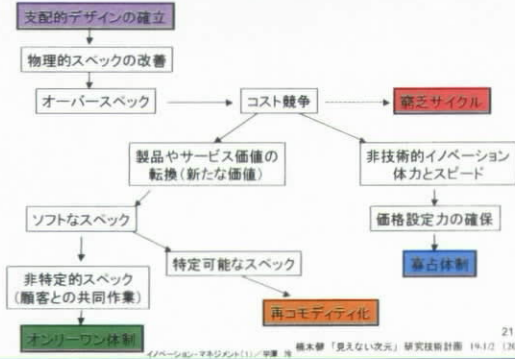 支配的デザインの確立
物理的スペックの改善
オーバースペック
コスト競争
窮乏サイクル
製品やサービス価値の
転換(新たな価値)
非技術的イノベーション
体力とスピード
ソフトなスペック
価格設定力の確保
非特定的スペック
(顧客との共同作業)
特定可能なスペック
寡占体制
再コモディティ化
オンリーワン体制
21
楠木健「見えない次元」研究技術計画 19-1/2 (20
イノベーション・マネジメント(1)/